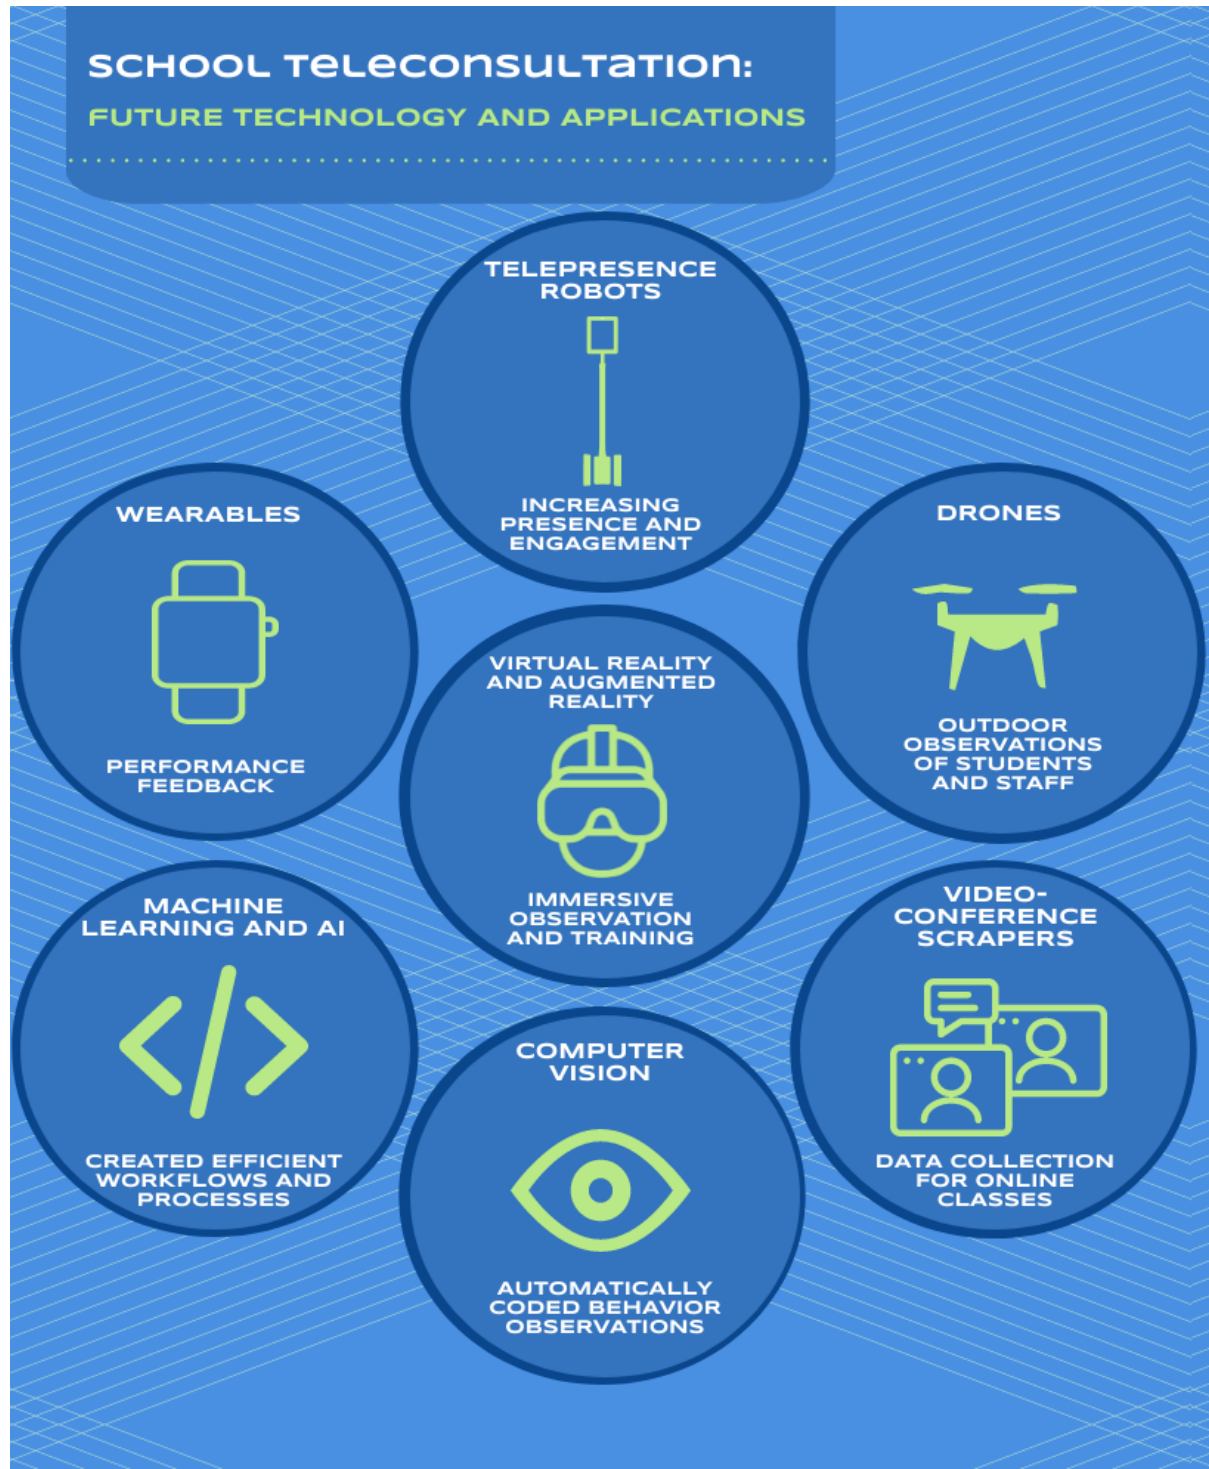 SCHOOL TELECONSULTATION:
FUTURE TECHNOLOGY AND APPLICATIONS
TELEPRESENCE
ROBOTS
INCREASING
PRESENCE AND
ENGAGEMENT
WEARABLES
PERFORMANCE
FEEDBACK
DRONES
OUTDOOR
OBSERVATIONS
OF STUDENTS
AND STAFF
VIRTUAL REALITY
AND AUGMENTED
REALITY
IMMERSIVE
OBSERVATION
AND TRAINING
MACHINE
LEARNING AND AI
CREATED EFFICIENT
WORKFLOWS AND
PROCESSES
VIDEO-
CONFERENCE
SCRAPERS
DATA COLLECTION
FOR ONLINE
CLASSES
COMPUTER
VISION
AUTOMATICALLY
CODED BEHAVIOR
OBSERVATIONS